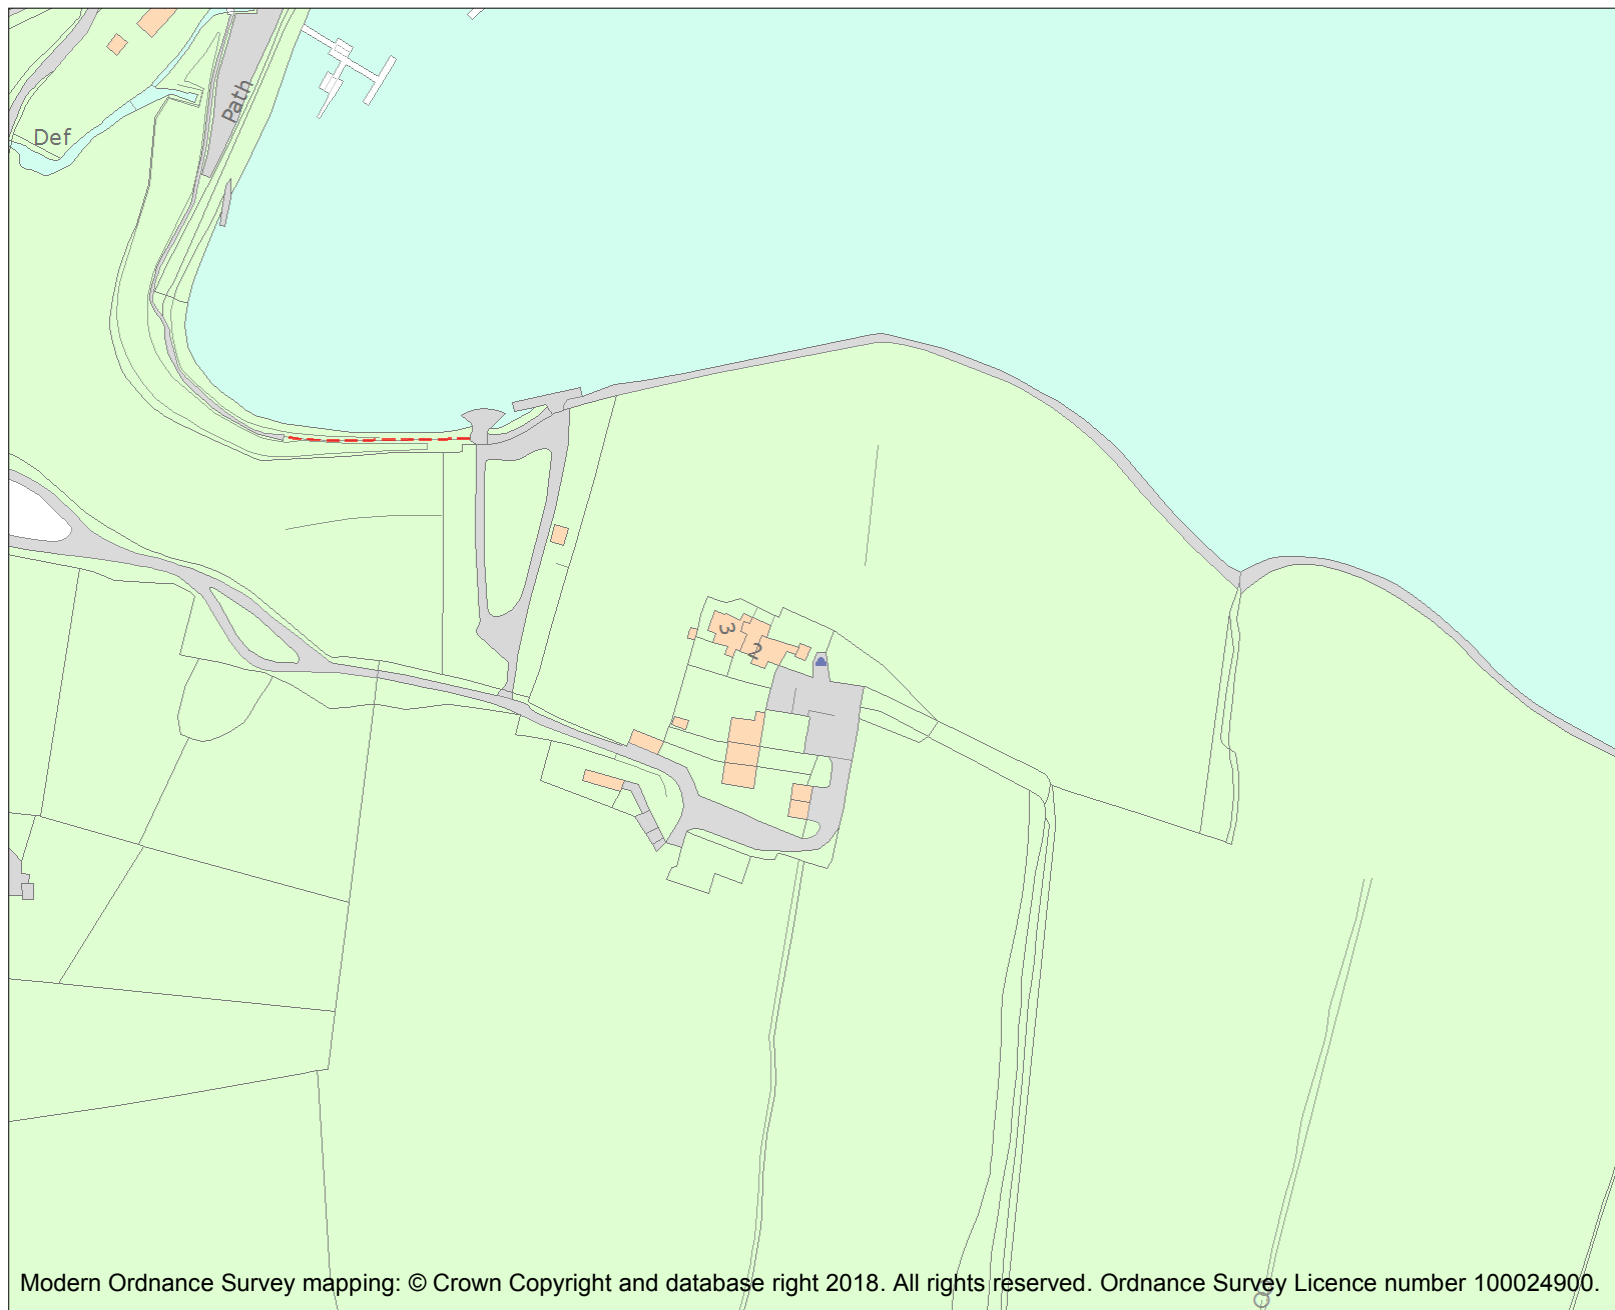 Path
Def
3
2
Modern Ordnance Survey mapping: © Crown Copyright and database right 2018. All rights reserved. Ordnance Survey Licence number 100024900.